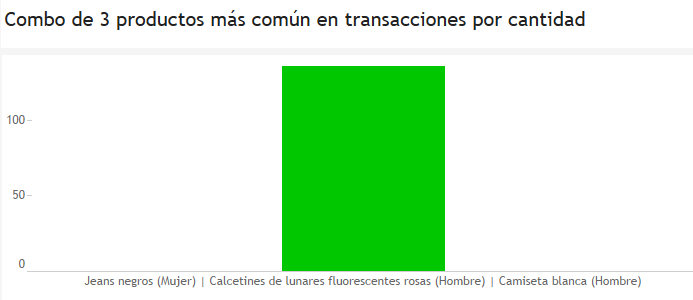 Combo de 3 productos más común en transacciones por cantidad
100
50
0
Jeans negros (Mujer) | Calcetines de lunares fluorescentes rosas (Hombre) | Camiseta blanca (Hombre)